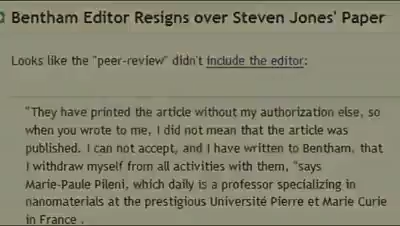 Bentham Editor Resigns over Steven Jones' Paper
Looks like the "peer-review" didn't include the editor:
"They have printed the article without my authorization else, so
when you wrote to me, I did not mean that the article was
published. I can not accept, and I have written to Bentham, that
I withdraw myself from all activities with them, "says
Marie-Paule Pileni, which daily is a professor specializing in
nanomaterials at the prestigious Université Pierre et Marie Curie
in France .